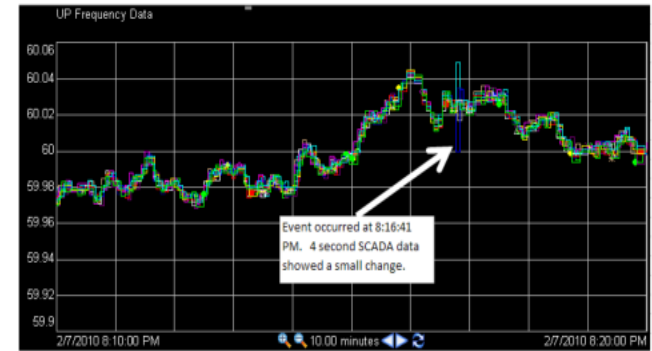 UP Frequency Data
60.06
60.04
60.02
60
59.98
59.96
59.94
59.92
59.9
Event occurred at 8:16:41
PM. 4 second SCADA data
showed a small change.
2/7/2010 8:10:00 PM
10.00 minutes
2/7/2010 8:20:00 PM